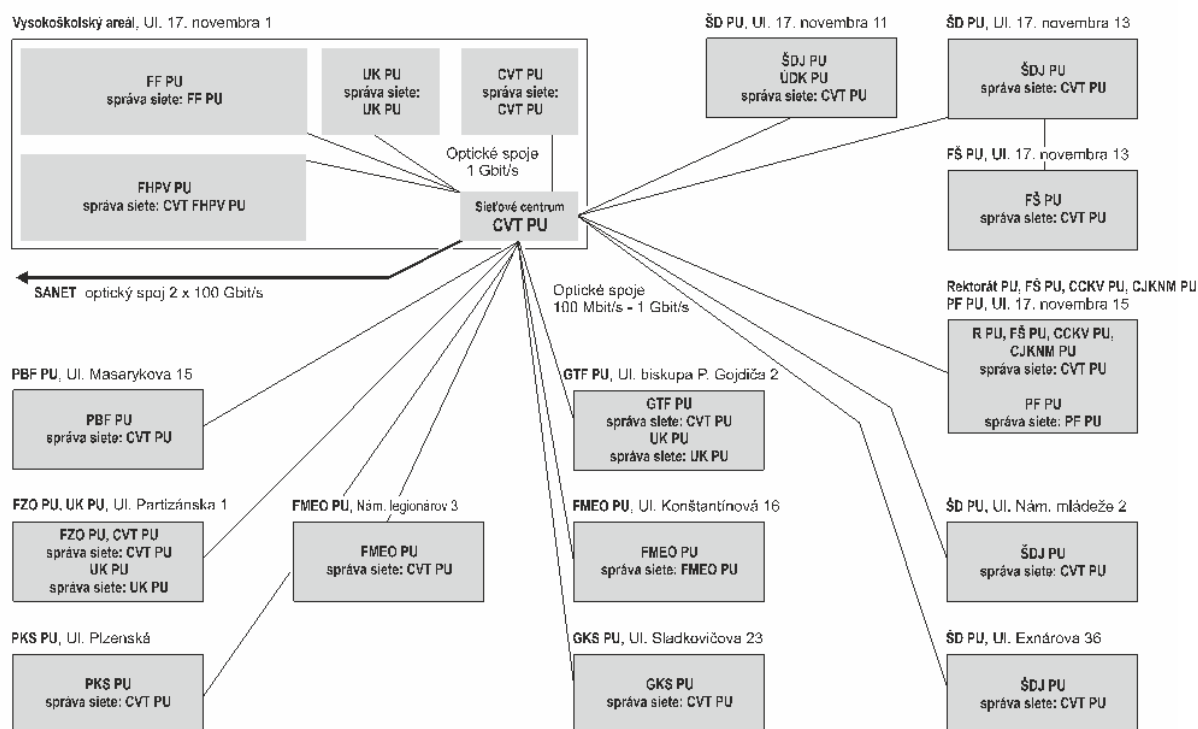 Vysokoškolský areál, Ul. 17. novembra 1
FF PU
správa siete: FF PU
UK PU
správa siete:
UK PU
CVT PU
správa siete:
CVT PU
FHPV PU
správa siete: CVT FHPV PU
Optické spoje
1 Gbit/s
Sieťové centrum
CVT PU
SANET optický spoj 2 x 100 Gbit/s
Optické spoje
100 Mbit/s - 1 Gbit/s
ŠD PU, Ul. 17. novembra 11
ŠDJ PU
ÚDK PU
správa siete: CVT PU
ŠD PU, Ul. 17. novembra 13
ŠDJ PU
správa siete: CVT PU
FŠ PU, Ul. 17. novembra 13
FŠ PU
správa siete: CVT PU
Rektorát PU, FŠ PU, CCKV PU, CJKNM PU
PF PU, Ul. 17. novembra 15
R PU, FŠ PU, CCKV PU,
CJKNM PU
správa siete: CVT PU
PF PU
správa siete: PF PU
PBF PU, Ul. Masarykova 15
PBF PU
správa siete: CVT PU
GTF PU, Ul. biskupa P. Gojdiča 2
GTF PU
správa siete: CVT PU
UK PU
správa siete: UK PU
FZO PU, UK PU, Ul. Partizánska 1
FZO PU, CVT PU
správa siete: CVT PU
UK PU
správa siete: UK PU
FMEO PU, Nám. legionárov 3
FMEO PU
správa siete: CVT PU
FMEO PU, Ul. Konštantínová 16
FMEO PU
správa siete: FMEO PU
ŠD PU, Ul. Nám. mládeže 2
ŠDJ PU
správa siete: CVT PU
PKS PU, Ul. Plzenská
PKS PU
správa siete: CVT PU
GKS PU, Ul. Sladkovičova 23
GKS PU
správa siete: CVT PU
ŠD PU, Ul. Exnárova 36
ŠDJ PU
správa siete: CVT PU